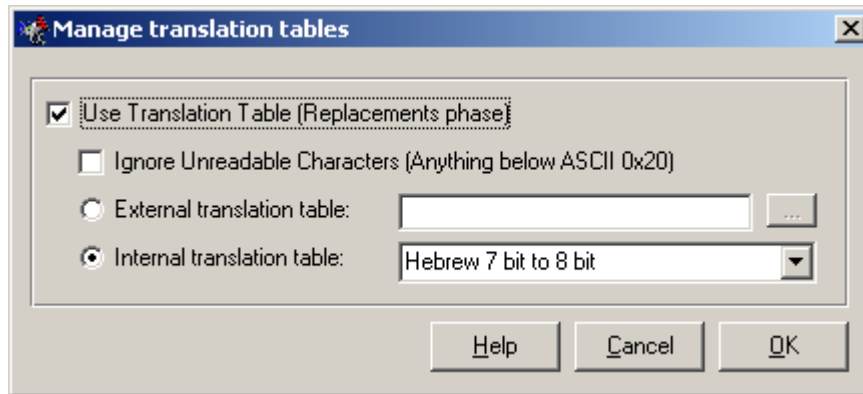 Manage translation tables
Use Translation Table (Replacements phase)
Ignore Unreadable Characters (Anything below ASCII 0x20)
External translation table:
...
Internal translation table:
Hebrew 7 bit to 8 bit
Help
Cancel
OK